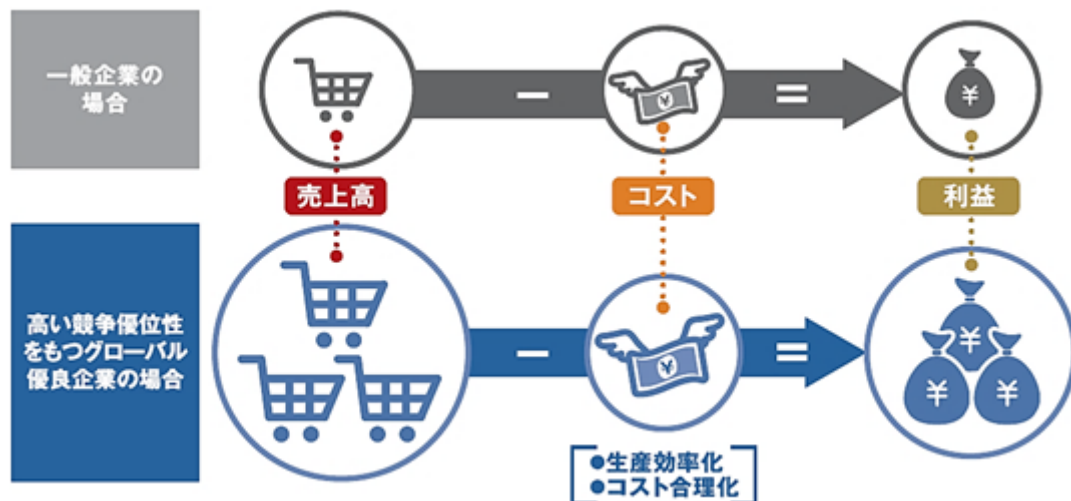 一般企業の
場合
－
¥
＝
¥
売上高
コスト
利益
高い競争優位性
をもつグローバル
優良企業の場合
－
¥
＝
¥
¥
¥
●生産効率化
●コスト合理化